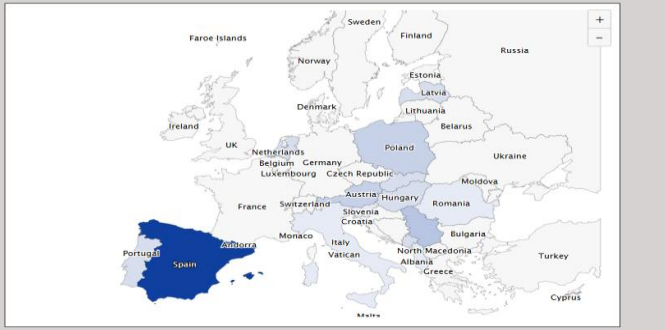 Sweden
Finland
Faroe Islands
Russia
Norway
Estonia
Latvia
Denmark
Lithuania
Ireland
Belarus
UK
Poland
Netherlands
Ukraine
Belgium
Germany
Luxembourg
Czech Republic
Moldova
Austria
Hungary
Romania
France
Switzerland
Slovenia
Croatia
Monaco
Bulgaria
Italy
Andorra
Portugal
Vatican
North Macedonia
Turkey
Spain
Albania
Greece
Cyprus
Malta
+
−